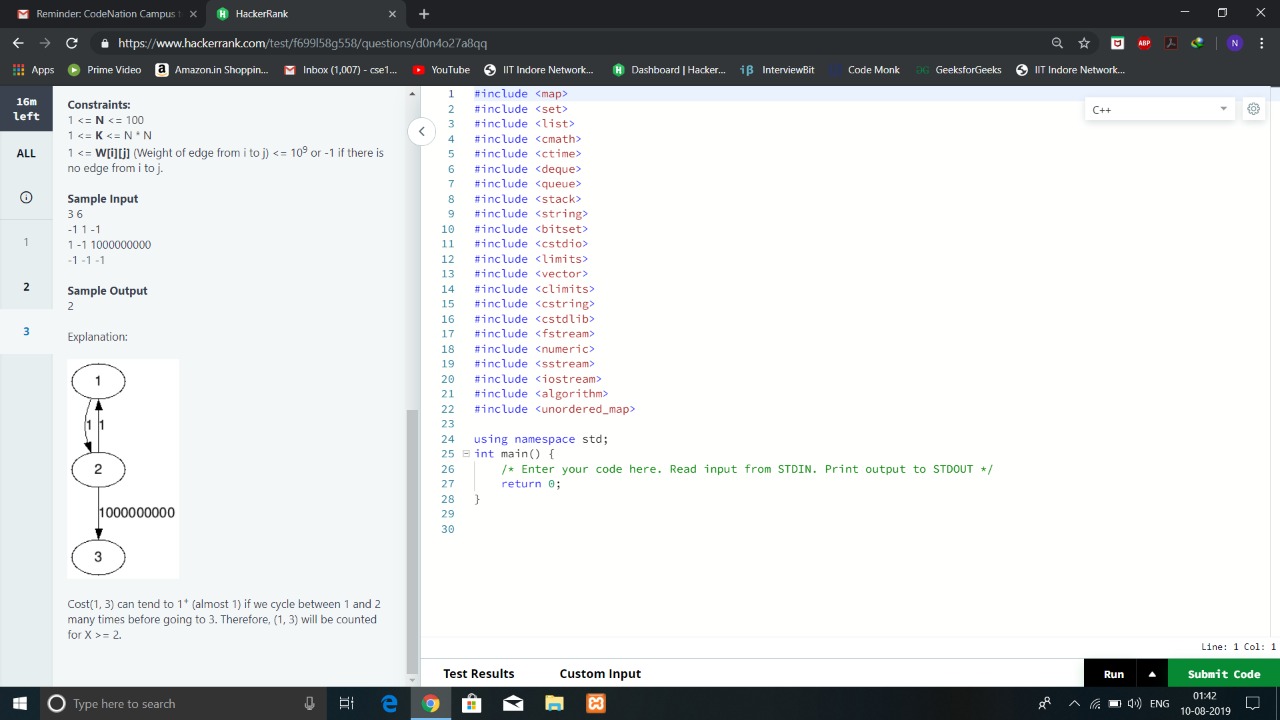 Reminder: CodeNation Campus t
HackerRank
https://www.hackerrank.com/test/f699l58g558/questions/d0n4o27a8qq
ABP
N
Apps
Prime Video
Amazon.in Shoppin...
Inbox (1,007) - cse1...
YouTube
IIT Indore Network...
Dashboard | Hacker...
InterviewBit
Code Monk
GeeksforGeeks
IIT Indore Network...
16m
left
ALL
1
2
3
Constraints:
1 <= N <= 100
1 <= K <= N * N
1 <= W[i][j] (Weight of edge from i to j) <= 10⁹ or -1 if there is
no edge from i to j.
Sample Input
3 6
-1 1 -1
1 -1 1000000000
-1 -1 -1
Sample Output
2
Explanation:
1
1 1
2
1000000000
3
Cost(1, 3) can tend to 1⁺ (almost 1) if we cycle between 1 and 2
many times before going to 3. Therefore, (1, 3) will be counted
for X >= 2.
C++
1 #include <map>
2 #include <set>
3 #include <list>
4 #include <cmath>
5 #include <ctime>
6 #include <deque>
7 #include <queue>
8 #include <stack>
9 #include <string>
10 #include <bitset>
11 #include <cstdio>
12 #include <limits>
13 #include <vector>
14 #include <climits>
15 #include <cstring>
16 #include <cstdlib>
17 #include <fstream>
18 #include <numeric>
19 #include <sstream>
20 #include <iostream>
21 #include <algorithm>
22 #include <unordered_map>
23
24 using namespace std;
25 int main() {
26 /* Enter your code here. Read input from STDIN. Print output to STDOUT */
27 return 0;
28 }
29
30
Line: 1 Col: 1
Test Results
Custom Input
Run
Submit Code
Type here to search
ENG
01:42
10-08-2019